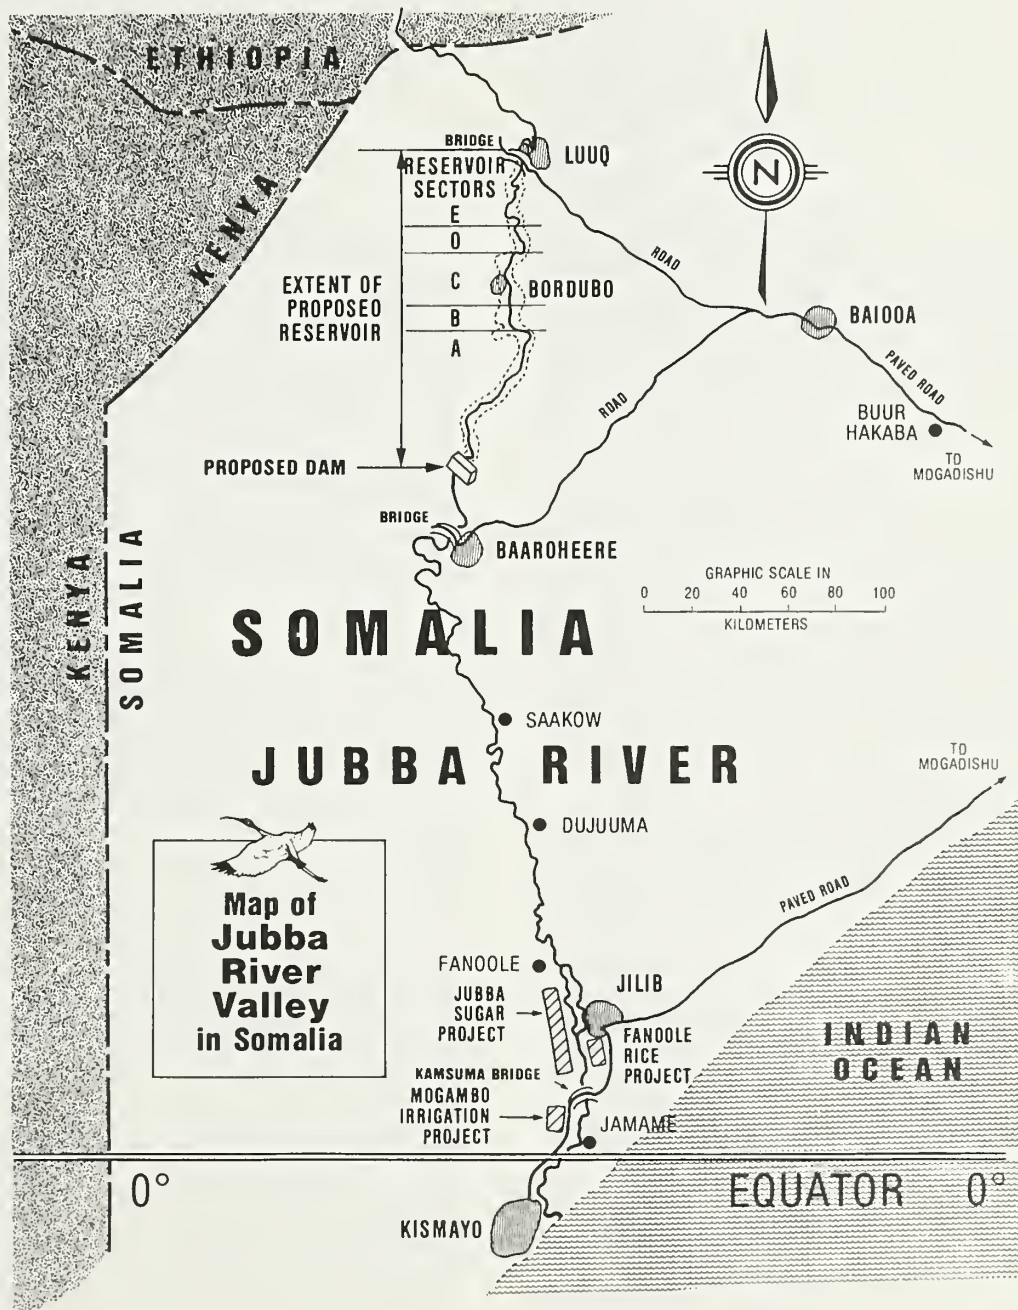 ETHIOPIA
KENYA
BRIDGE
LUUQ
RESERVOIR
SECTORS
E
O
C
B
A
EXTENT OF
PROPOSEO
RESERVOIR
BORDUBO
N
ROAD
BAIOOA
PAVED ROAD
BUUR
HAKABA
TO
MOGADISHU
ROAD
PROPOSED DAM
BRIDGE
BAAROHEERE
GRAPHIC SCALE IN
0 20 40 60 80 100
KILOMETERS
KENYA
SOMALIA
SOMALIA
SAAKOW
JUBBA RIVER
TO
MOGADISHU
DUJUUMA
PAVED ROAD
Map of
Jubba
River
Valley
in Somalia
FANOOLE
JILIB
JUBBA
SUGAR
PROJECT
FANOOLE
RICE
PROJECT
INDIAN
OCEAN
KAMSUMA BRIDGE
MOGAMBO
IRRIGATION
PROJECT
JAMAME
0°
EQUATOR 0°
KISMAYO